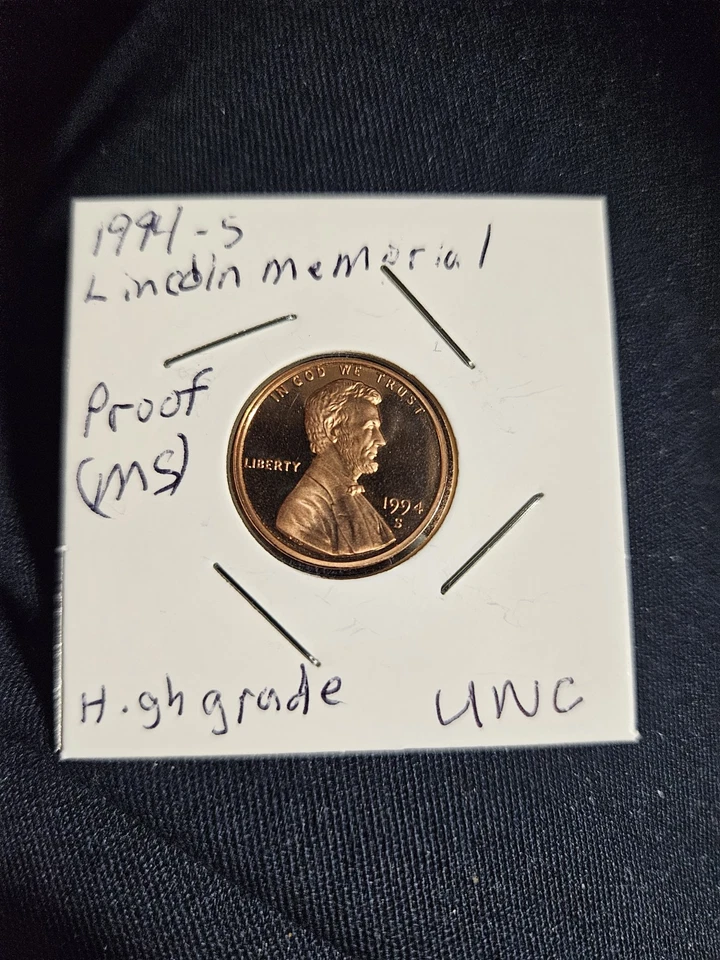 1994-S
Lincoln memorial
Proof
(MS)
IN GOD WE TRUST
LIBERTY
1994
S
High grade
UNC